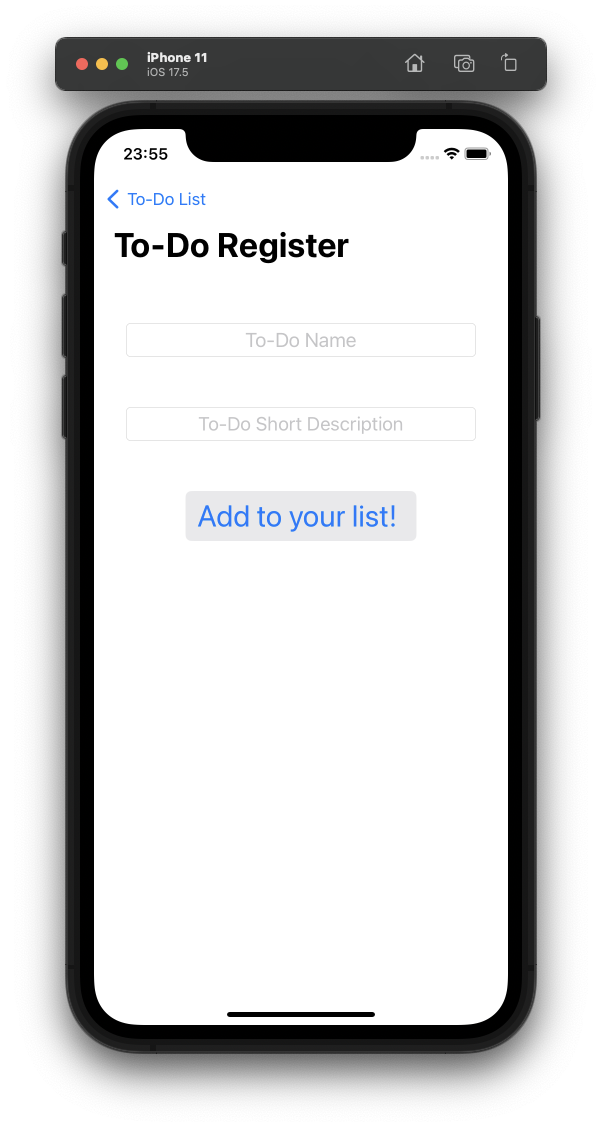 iPhone 11
iOS 17.5
23:55
To-Do List
To-Do Register
To-Do Name
To-Do Short Description
Add to your list!